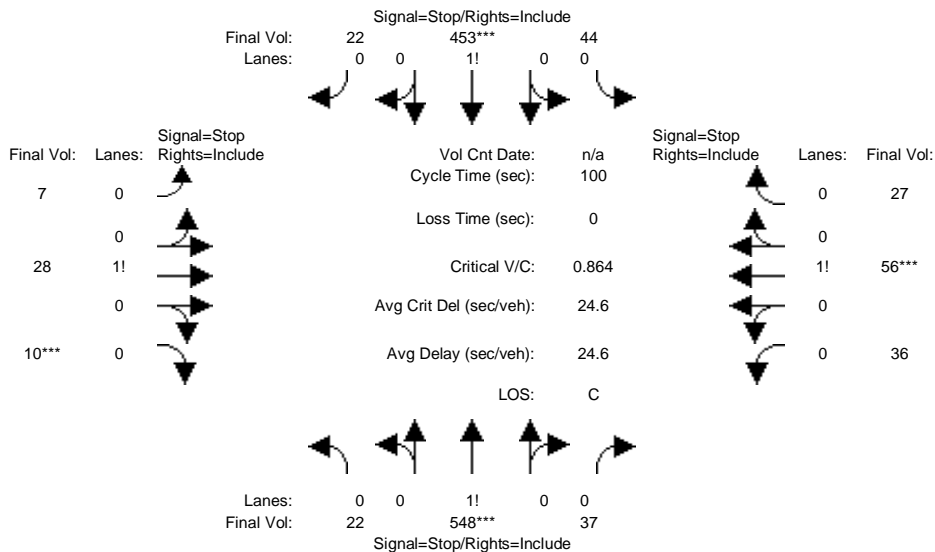 Signal=Stop/Rights=Include
Final Vol: 22 453*** 44
Lanes: 0 0 1! 0 0
Signal=Stop Signal=Stop
Final Vol: Lanes: Rights=Include Vol Cnt Date: n/a Rights=Include Lanes: Final Vol:
Cycle Time (sec): 100
7 0 0 27
Loss Time (sec): 0
0 0
28 1! Critical V/C: 0.864 1! 56***
0 Avg Crit Del (sec/veh): 24.6 0
10*** 0 Avg Delay (sec/veh): 24.6 0 36
LOS: C
Lanes: 0 0 1! 0 0
Final Vol: 22 548*** 37
Signal=Stop/Rights=Include